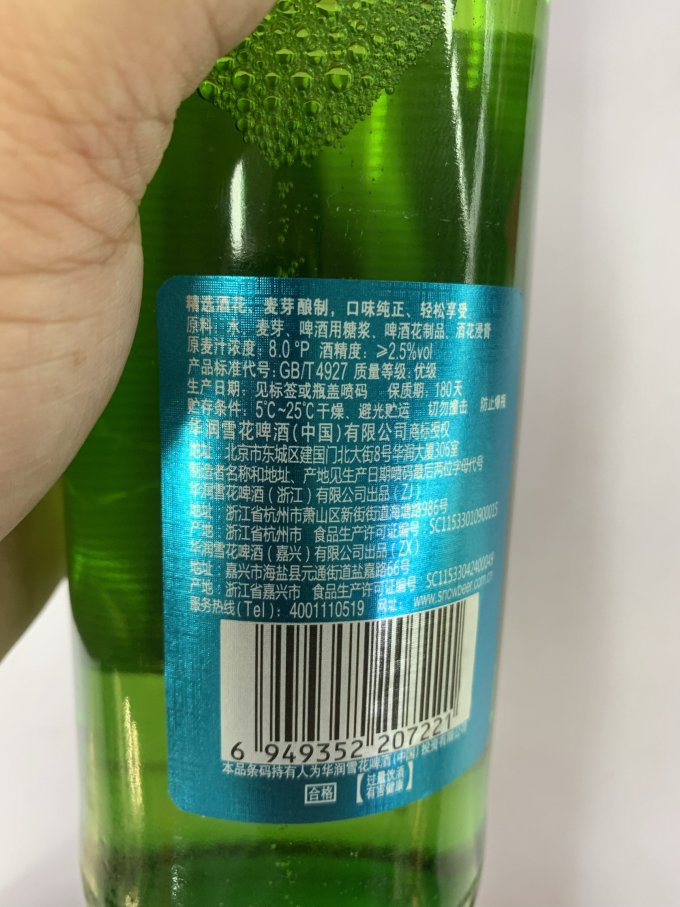 精选酒花、麦芽酿制，口味纯正、轻松享受
原料：水、麦芽、啤酒用糖浆、啤酒花制品、酒花浸膏
原麦汁浓度：8.0 °P 酒精度：≥2.5%vol
产品标准代号：GB/T4927 质量等级：优级
生产日期：见标签或瓶盖喷码 保质期：180天
贮存条件：5℃~25℃干燥、避光贮运 切勿撞击 防止爆瓶
华润雪花啤酒(中国)有限公司商标授权
地址：北京市东城区建国门北大街8号华润大厦306室
制造者名称和地址、产地见生产日期喷码最后两位字母代号
华润雪花啤酒(浙江)有限公司出品(ZJ)
地址：浙江省杭州市萧山区新街街道海塘路986号
产地：浙江省杭州市 食品生产许可证编号：SC11533010900015
华润雪花啤酒(嘉兴)有限公司出品(ZX)
地址：嘉兴市海盐县元通街道盐嘉路66号
产地：浙江省嘉兴市 食品生产许可证编号：SC11533042400049
服务热线(Tel)：4001110519 网址：www.snowbeer.com.cn
6 949352 207221
本品条码持有人为华润雪花啤酒(中国)投资有限公司
合格 【过量饮酒
有害健康】